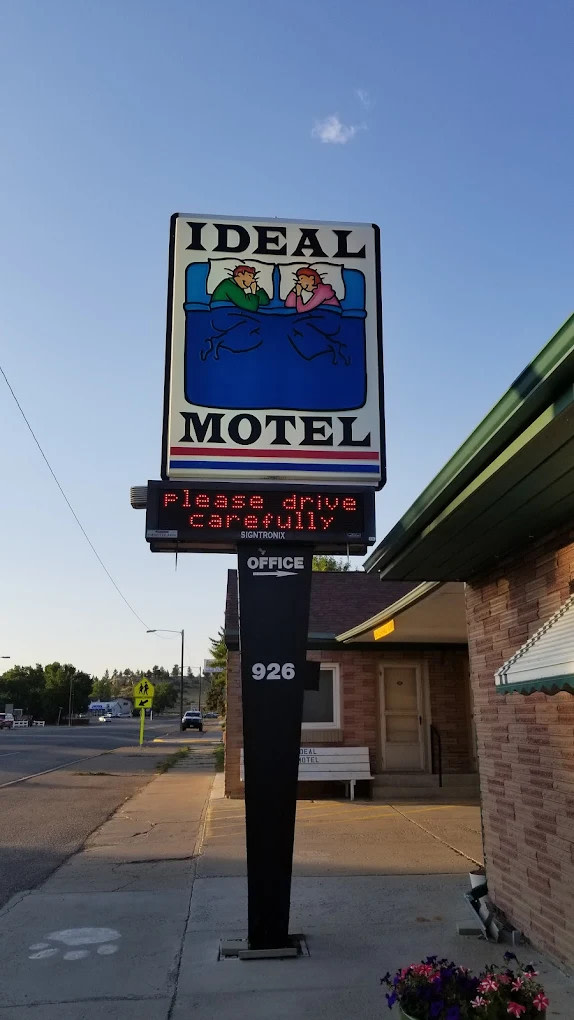 IDEAL
MOTEL
please drive
carefully
SIGNTRONIX
OFFICE
926
IDEAL
MOTEL